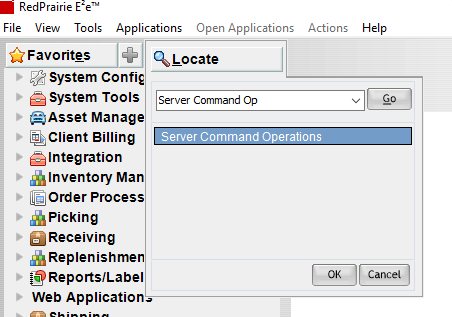 RedPrairie E²e™
File View Tools Applications Open Applications Actions Help
Favorites
Locate
System Config
System Tools
Asset Manage
Client Billing
Integration
Inventory Man
Order Process
Picking
Receiving
Replenishmen
Reports/Label
Web Applications
Shipping
Server Command Op
Go
Server Command Operations
OK Cancel